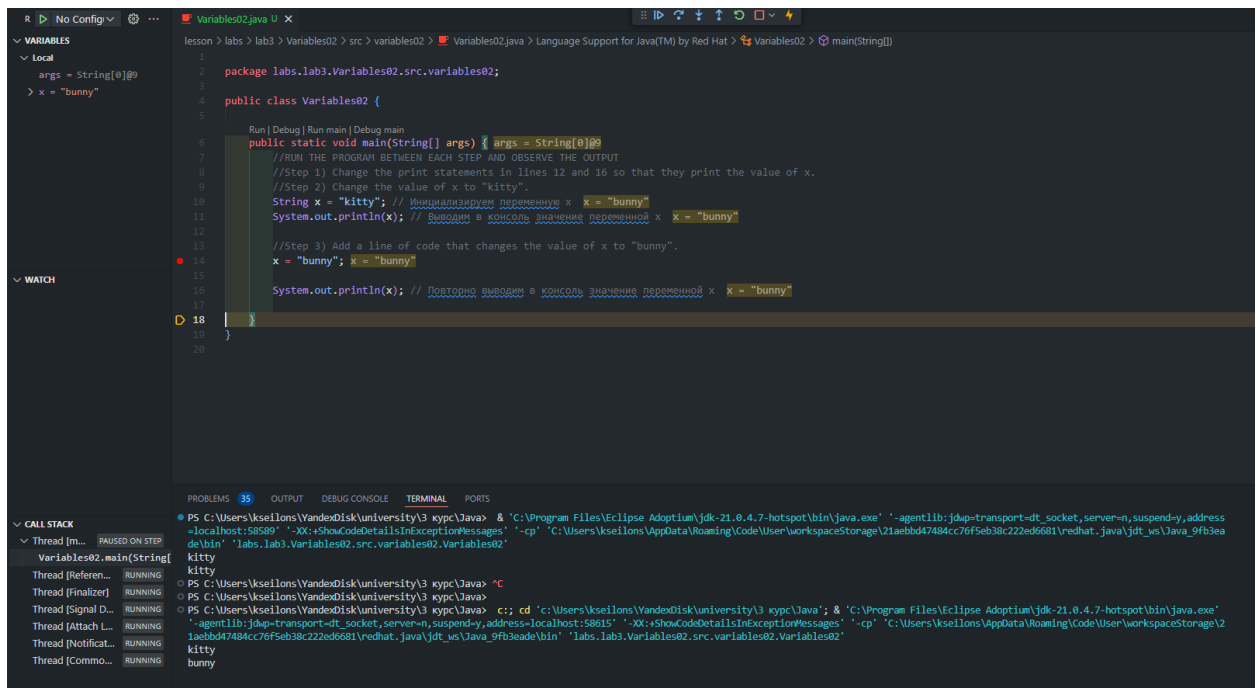 R No Config
Variables02.java U
VARIABLES
Local
args = String[0]@9
x = "bunny"
lesson > labs > lab3 > Variables02 > src > variables02 > Variables02.java > Language Support for Java(TM) by Red Hat > Variables02 > main(String[])
1
2 package labs.lab3.Variables02.src.variables02;
3
4 public class Variables02 {
5
Run | Debug | Run main | Debug main
6 public static void main(String[] args) { args = String[0]@9
7 //RUN THE PROGRAM BETWEEN EACH STEP AND OBSERVE THE OUTPUT
8 //Step 1) Change the print statements in lines 12 and 16 so that they print the value of x.
9 //Step 2) Change the value of x to "kitty".
10 String x = "kitty"; // Инициализируем переменную x x = "bunny"
11 System.out.println(x); // Выводим в консоль значение переменной x x = "bunny"
12
13 //Step 3) Add a line of code that changes the value of x to "bunny".
14 x = "bunny"; x = "bunny"
15
16 System.out.println(x); // Повторно выводим в консоль значение переменной x x = "bunny"
17
18 }
19 }
20
WATCH
CALL STACK
Thread [m... PAUSED ON STEP
Variables02.main(String[
Thread [Referen... RUNNING
Thread [Finalizer] RUNNING
Thread [Signal D... RUNNING
Thread [Attach L... RUNNING
Thread [Notificat... RUNNING
Thread [Commo... RUNNING
PROBLEMS 35 OUTPUT DEBUG CONSOLE TERMINAL PORTS
PS C:\Users\kseilons\YandexDisk\university\3 курс\Java> & 'C:\Program Files\Eclipse Adoptium\jdk-21.0.4.7-hotspot\bin\java.exe' '-agentlib:jdwp=transport=dt_socket,server=n,suspend=y,address
=localhost:58589' '-XX:+ShowCodeDetailsInExceptionMessages' '-cp' 'C:\Users\kseilons\AppData\Roaming\Code\User\workspaceStorage\21aebbd47484cc76f5eb38c222ed6681\redhat.java\jdt_ws\Java_9fb3ea
de\bin' 'labs.lab3.Variables02.src.variables02.Variables02'
kitty
kitty
PS C:\Users\kseilons\YandexDisk\university\3 курс\Java> ^C
PS C:\Users\kseilons\YandexDisk\university\3 курс\Java>
PS C:\Users\kseilons\YandexDisk\university\3 курс\Java> c:; cd 'c:\Users\kseilons\YandexDisk\university\3 курс\Java'; & 'C:\Program Files\Eclipse Adoptium\jdk-21.0.4.7-hotspot\bin\java.exe'
'-agentlib:jdwp=transport=dt_socket,server=n,suspend=y,address=localhost:58615' '-XX:+ShowCodeDetailsInExceptionMessages' '-cp' 'C:\Users\kseilons\AppData\Roaming\Code\User\workspaceStorage\2
1aebbd47484cc76f5eb38c222ed6681\redhat.java\jdt_ws\Java_9fb3eade\bin' 'labs.lab3.Variables02.src.variables02.Variables02'
kitty
bunny